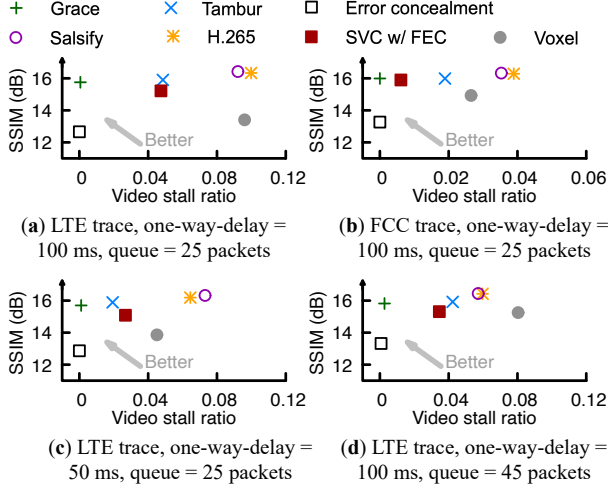 Grace Tambur Error concealment
Salsify H.265 SVC w/ FEC Voxel
SSIM (dB)
16
14
12
Better
0 0.04 0.08 0.12
Video stall ratio
(a) LTE trace, one-way-delay =
100 ms, queue = 25 packets
SSIM (dB)
16
14
12
Better
0 0.02 0.04 0.06
Video stall ratio
(b) FCC trace, one-way-delay =
100 ms, queue = 25 packets
SSIM (dB)
16
14
12
Better
0 0.04 0.08 0.12
Video stall ratio
(c) LTE trace, one-way-delay =
50 ms, queue = 25 packets
SSIM (dB)
16
14
12
Better
0 0.04 0.08 0.12
Video stall ratio
(d) LTE trace, one-way-delay =
100 ms, queue = 45 packets